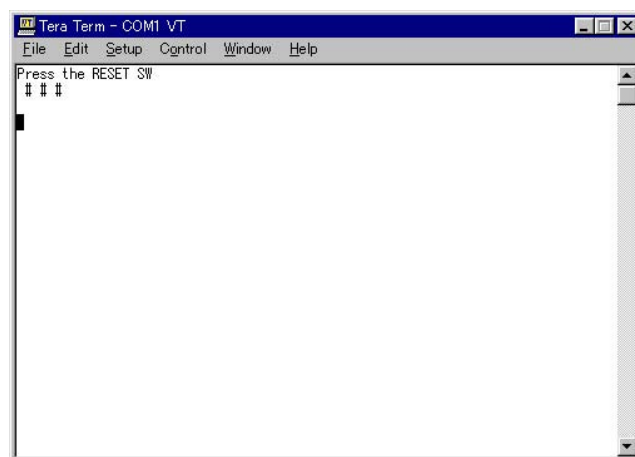 Tera Term - COM1 VT
File Edit Setup Control Window Help
Press the RESET SW
# # #